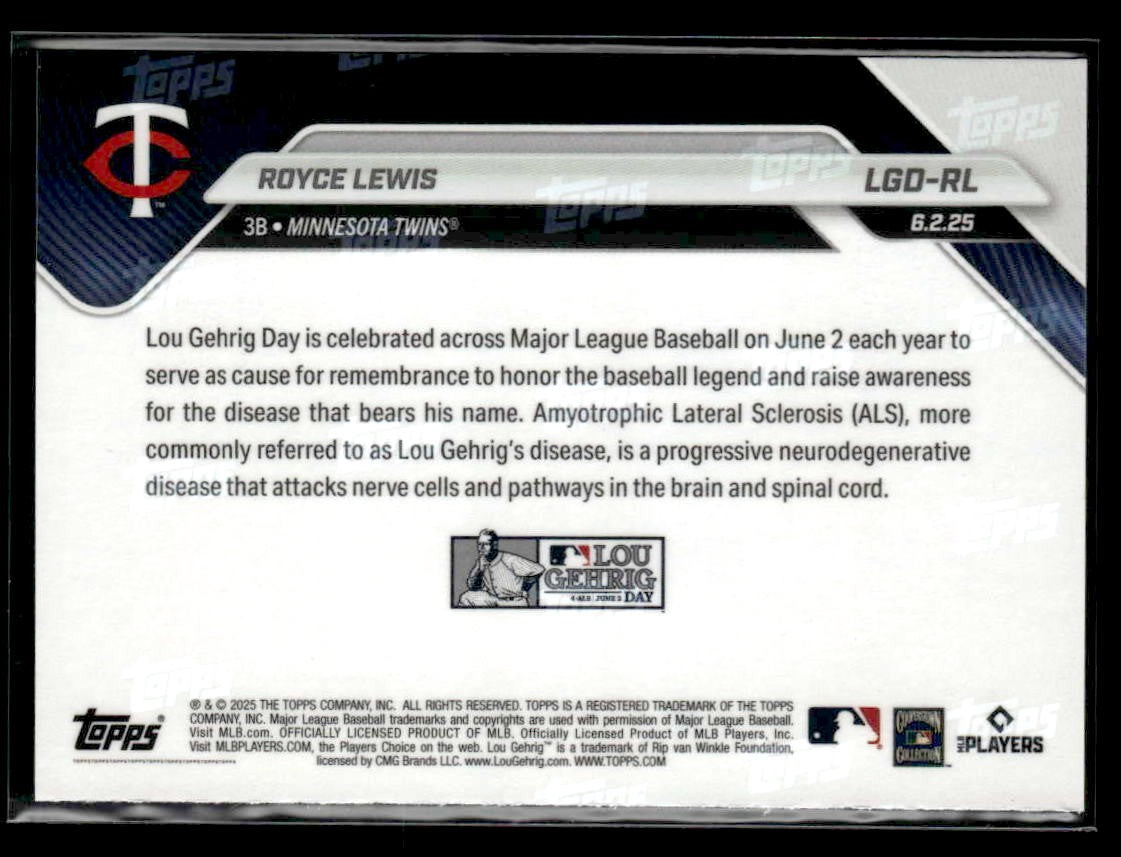 ROYCE LEWIS
LGD-RL
3B • MINNESOTA TWINS®
6.2.25
Lou Gehrig Day is celebrated across Major League Baseball on June 2 each year to
serve as cause for remembrance to honor the baseball legend and raise awareness
for the disease that bears his name. Amyotrophic Lateral Sclerosis (ALS), more
commonly referred to as Lou Gehrig's disease, is a progressive neurodegenerative
disease that attacks nerve cells and pathways in the brain and spinal cord.
LOU
GEHRIG
4-ALS JUNE 2 DAY
topps®
® & © 2025 THE TOPPS COMPANY, INC. ALL RIGHTS RESERVED. TOPPS IS A REGISTERED TRADEMARK OF THE TOPPS
COMPANY, INC. Major League Baseball trademarks and copyrights are used with permission of Major League Baseball.
Visit MLB.com. OFFICIALLY LICENSED PRODUCT OF MLB. Officially Licensed Product of MLB Players, Inc.
Visit MLBPLAYERS.COM, the Players Choice on the web. Lou Gehrig™ is a trademark of Rip van Winkle Foundation,
licensed by CMG Brands LLC. www.LouGehrig.com. WWW.TOPPS.COM
COOPERSTOWN
COLLECTION
MLB PLAYERS